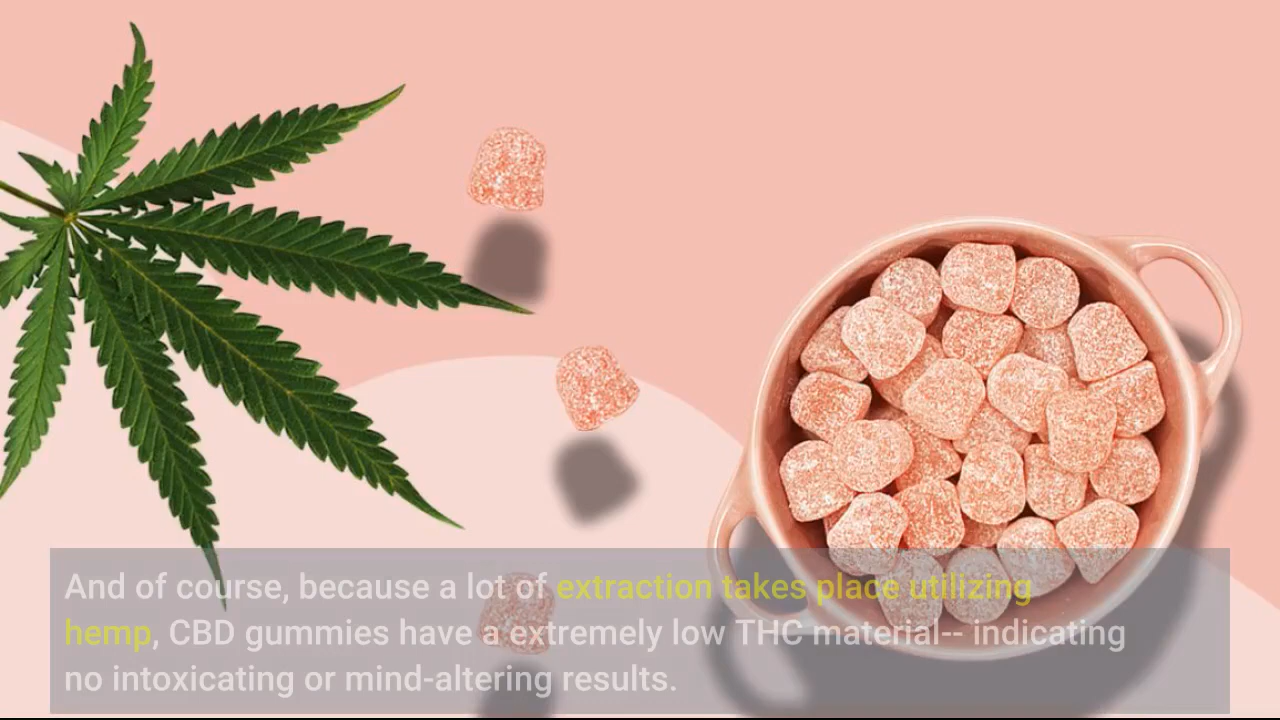 And of course, because a lot of extraction takes place utilizing
hemp, CBD gummies have a extremely low THC material-- indicating
no intoxicating or mind-altering results.